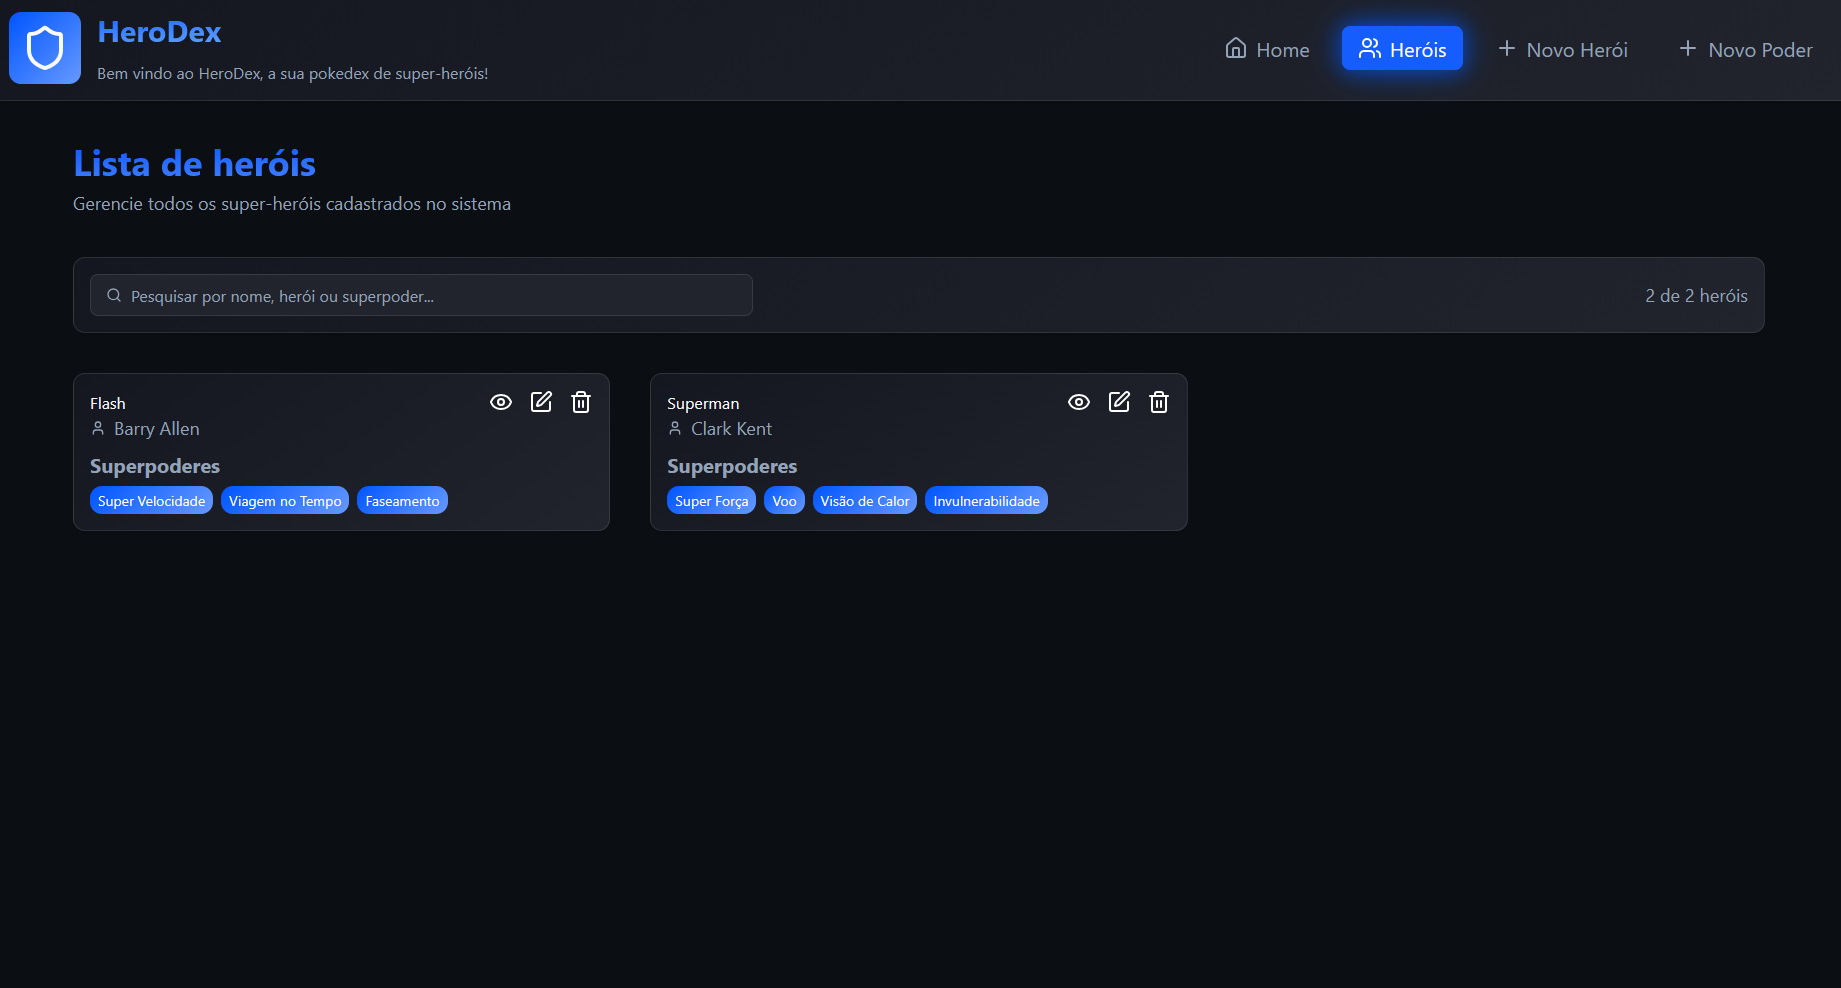 HeroDex
Bem vindo ao HeroDex, a sua pokedex de super-heróis!
Home
Heróis
Novo Herói
Novo Poder
Lista de heróis
Gerencie todos os super-heróis cadastrados no sistema
Pesquisar por nome, herói ou superpoder...
2 de 2 heróis
Flash
Barry Allen
Superpoderes
Super Velocidade
Viagem no Tempo
Faseamento
Superman
Clark Kent
Superpoderes
Super Força
Voo
Visão de Calor
Invulnerabilidade